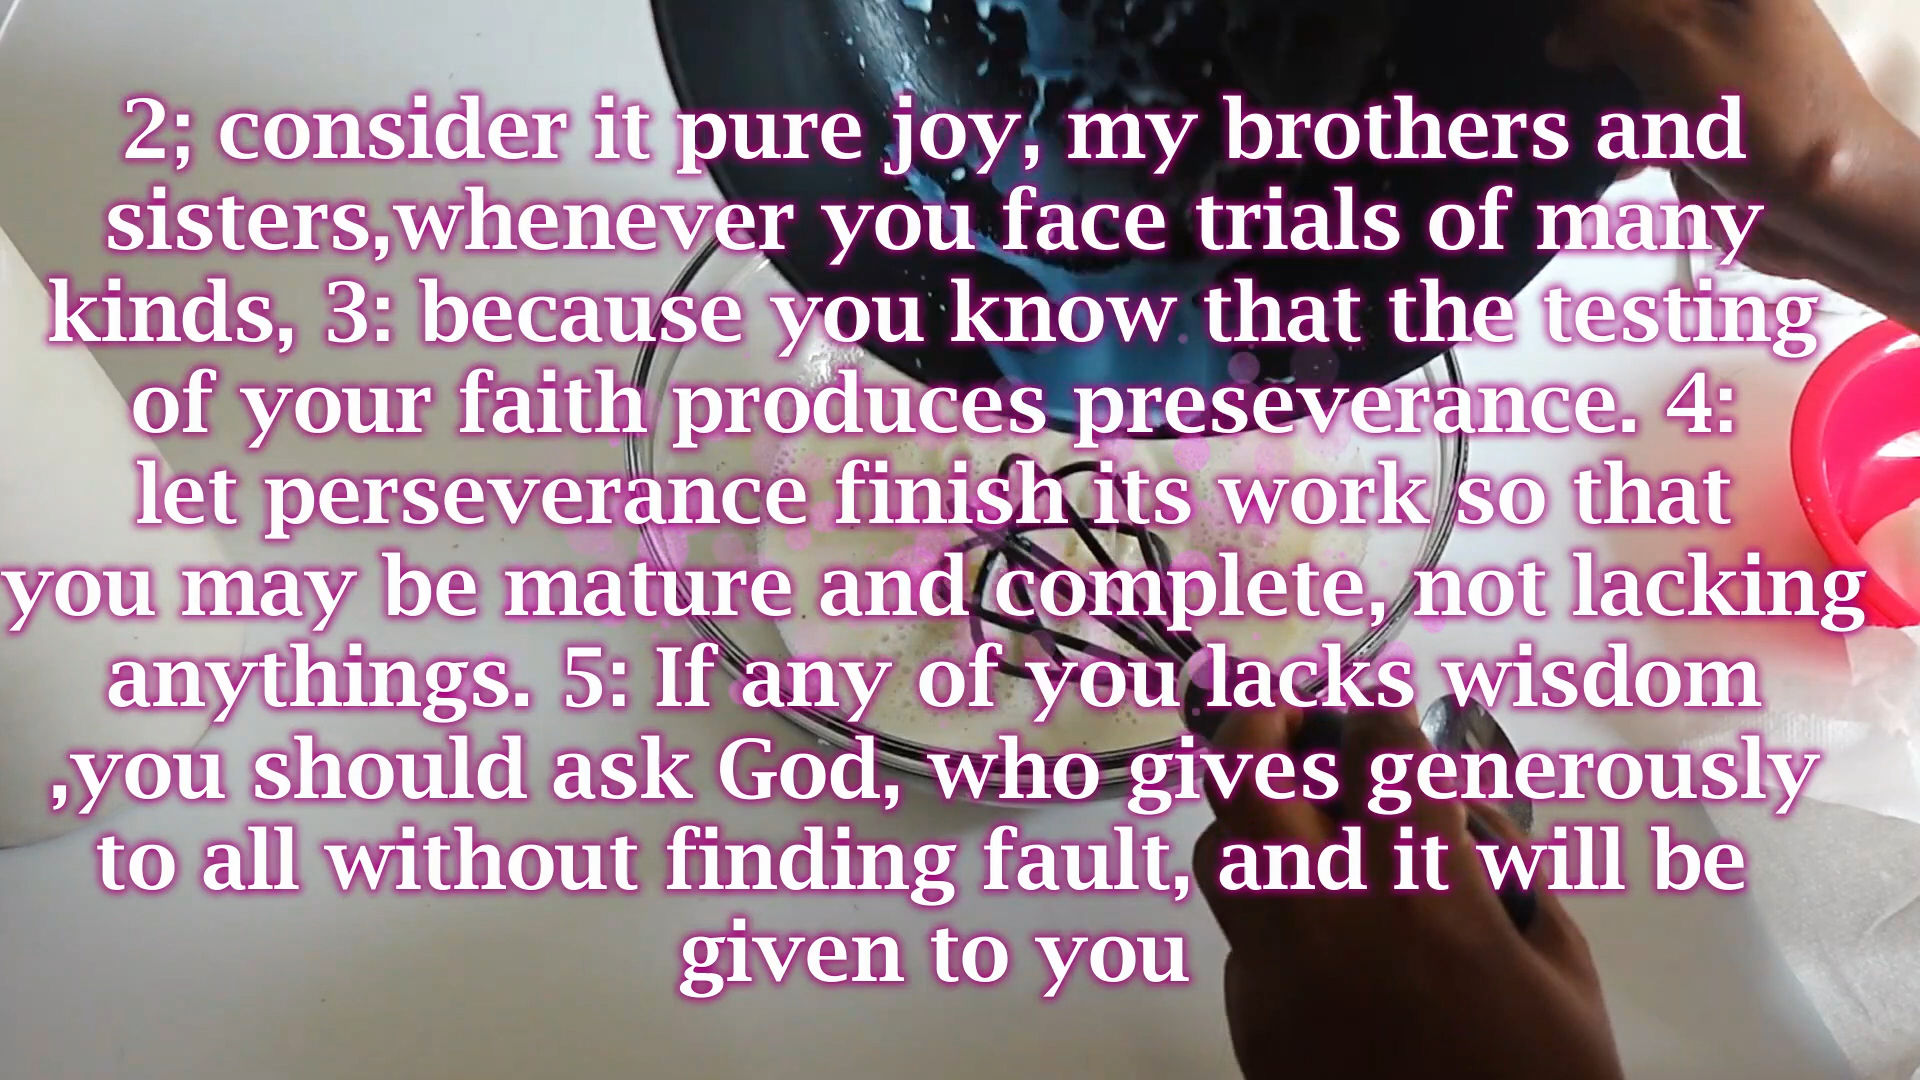 2; consider it pure joy, my brothers and
sisters,whenever you face trials of many
kinds, 3: because you know that the testing
of your faith produces preseverance. 4:
let perseverance finish its work so that
you may be mature and complete, not lacking
anythings. 5: If any of you lacks wisdom
,you should ask God, who gives generously
to all without finding fault, and it will be
given to you